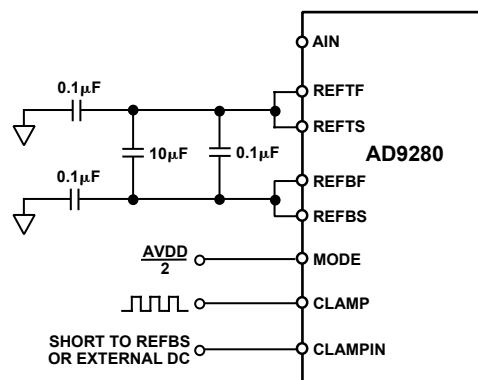 AIN
0.1µF
REFTF
REFTS
10µF
0.1µF
AD9280
0.1µF
REFBF
REFBS
AVDD
2
MODE
CLAMP
SHORT TO REFBS
OR EXTERNAL DC
CLAMPIN